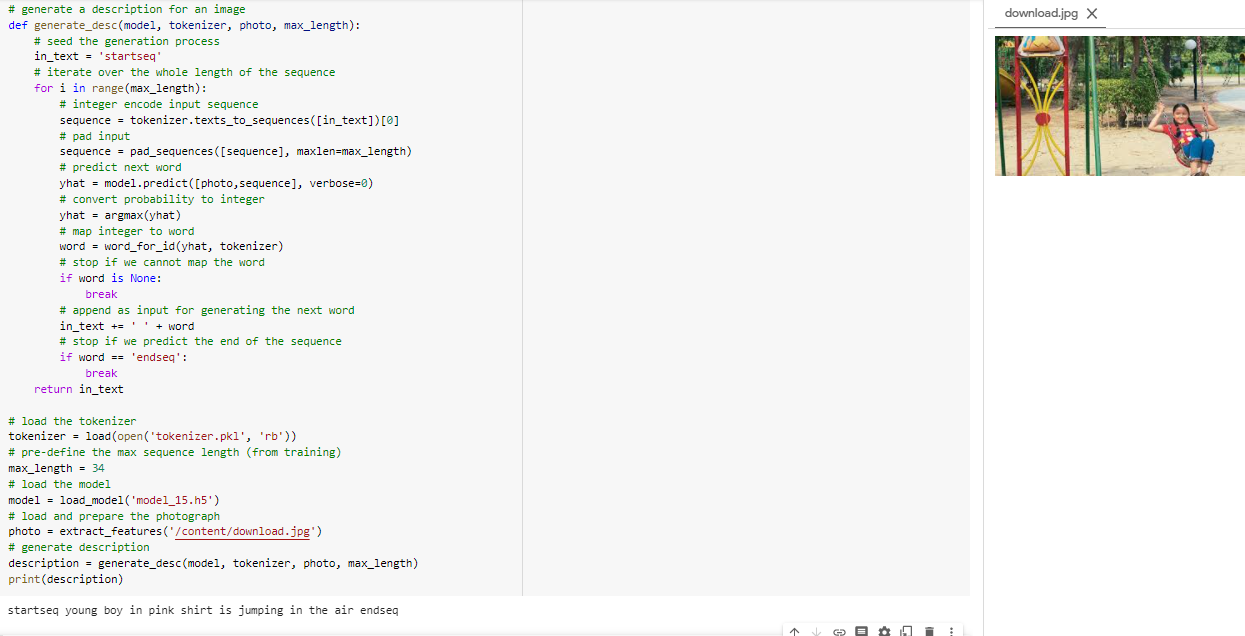 # generate a description for an image
def generate_desc(model, tokenizer, photo, max_length):
    # seed the generation process
    in_text = 'startseq'
    # iterate over the whole length of the sequence
    for i in range(max_length):
        # integer encode input sequence
        sequence = tokenizer.texts_to_sequences([in_text])[0]
        # pad input
        sequence = pad_sequences([sequence], maxlen=max_length)
        # predict next word
        yhat = model.predict([photo,sequence], verbose=0)
        # convert probability to integer
        yhat = argmax(yhat)
        # map integer to word
        word = word_for_id(yhat, tokenizer)
        # stop if we cannot map the word
        if word is None:
            break
        # append as input for generating the next word
        in_text += ' ' + word
        # stop if we predict the end of the sequence
        if word == 'endseq':
            break
    return in_text

# load the tokenizer
tokenizer = load(open('tokenizer.pkl', 'rb'))
# pre-define the max sequence length (from training)
max_length = 34
# load the model
model = load_model('model_15.h5')
# load and prepare the photograph
photo = extract_features('/content/download.jpg')
# generate description
description = generate_desc(model, tokenizer, photo, max_length)
print(description)
startseq young boy in pink shirt is jumping in the air endseq
download.jpg